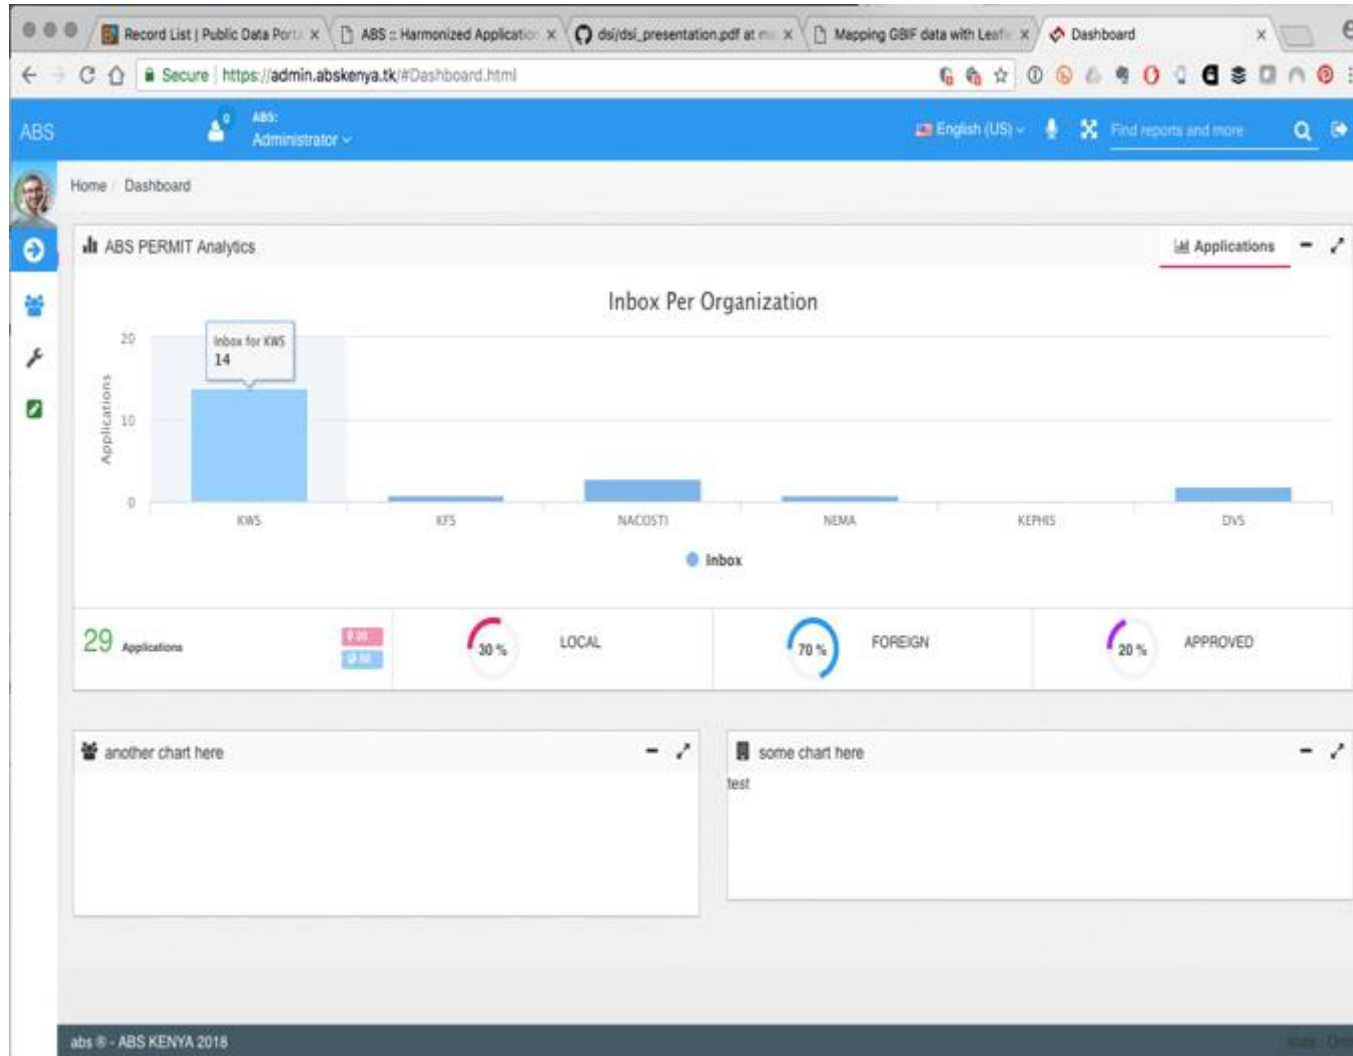 Record List | Public Data Port
ABS :: Harmonized Application
dsi/dsi_presentation.pdf at
Mapping GBIF data with Leafl
Dashboard
Secure https://admin.abskenya.tk/#Dashboard.html
ABS
0
ABS:
Administrator
English (US)
Find reports and more
Home / Dashboard
ABS PERMIT Analytics
Applications
Inbox Per Organization
Applications
20
10
0
Inbox for KWS
14
KWS
KFS
NACOSTI
NEMA
KEPHIS
DVS
Inbox
29 Applications
30 %
LOCAL
70 %
FOREIGN
20 %
APPROVED
another chart here
some chart here
test
abs ® - ABS KENYA 2018